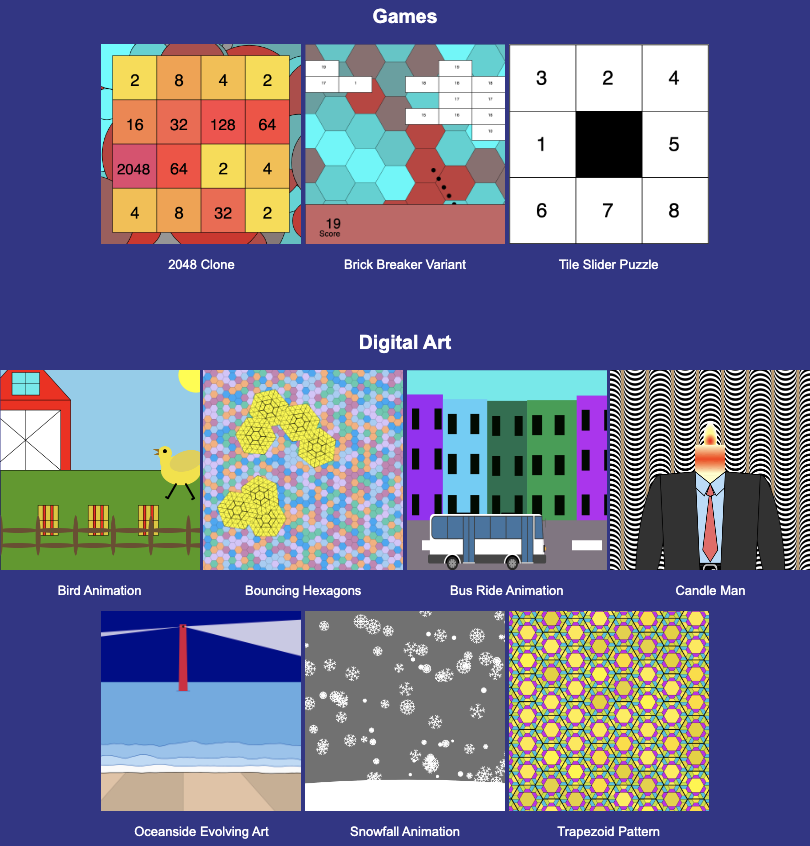 Games
2 8 4 2
16 32 128 64
2048 64 2 4
4 8 32 2
19
Score
3 2 4
1 5
6 7 8
2048 Clone Brick Breaker Variant Tile Slider Puzzle
Digital Art
Bird Animation Bouncing Hexagons Bus Ride Animation Candle Man
Oceanside Evolving Art Snowfall Animation Trapezoid Pattern